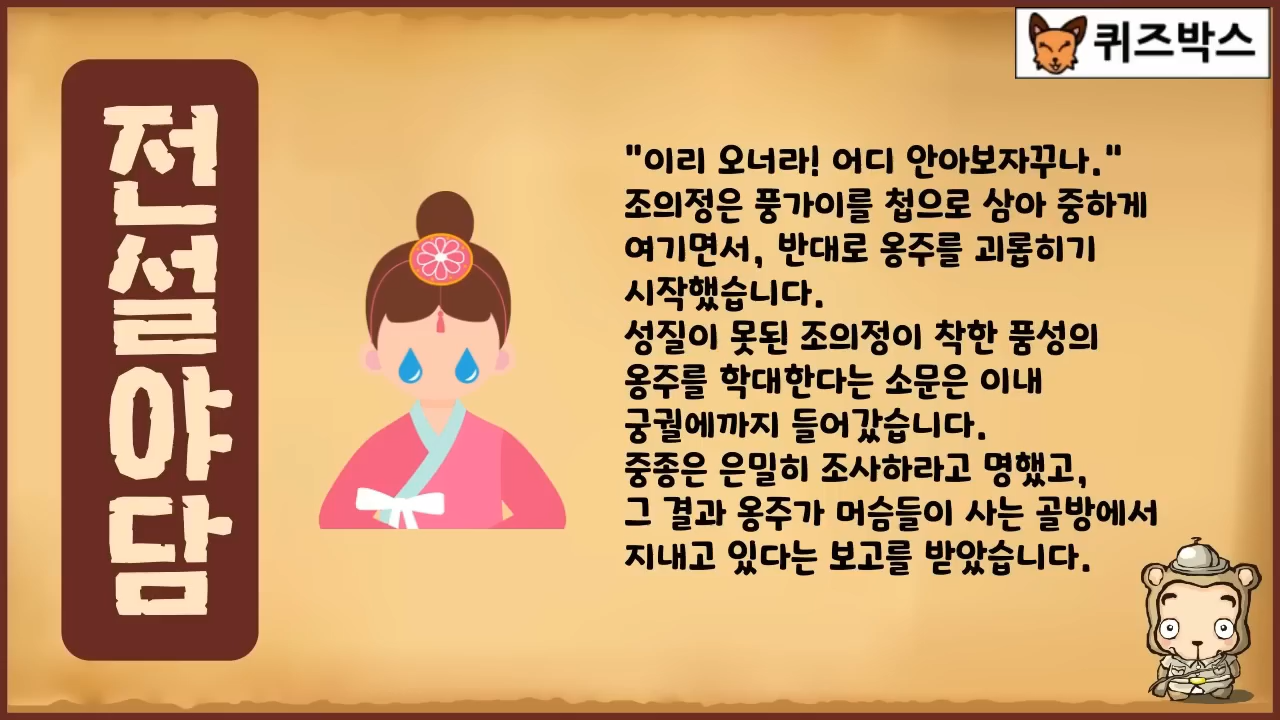 퀴즈박스
전설야담
"이리 오너라! 어디 안아보자꾸나."
조의정은 풍가이를 첩으로 삼아 중하게
여기면서, 반대로 옹주를 괴롭히기
시작했습니다.
성질이 못된 조의정이 착한 품성의
옹주를 학대한다는 소문은 이내
궁궐에까지 들어갔습니다.
중종은 은밀히 조사하라고 명했고,
그 결과 옹주가 머슴들이 사는 골방에서
지내고 있다는 보고를 받았습니다.